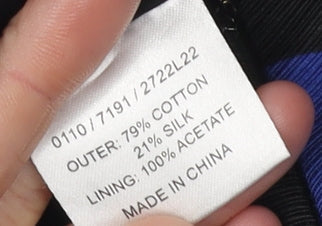 0110 / 7191 / 2722L22
OUTER: 79% COTTON
21% SILK
LINING: 100% ACETATE
MADE IN CHINA